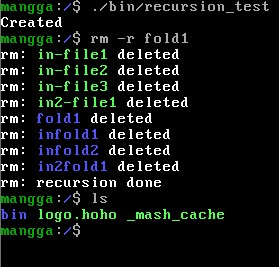 mangga:/$ ./bin/recursion_test
Created
mangga:/$ rm -r fold1
rm: in-file1 deleted
rm: in-file2 deleted
rm: in-file3 deleted
rm: in2-file1 deleted
rm: fold1 deleted
rm: infold1 deleted
rm: infold2 deleted
rm: in2fold1 deleted
rm: recursion done
mangga:/$ ls
bin logo.hoho _mash_cache
mangga:/$